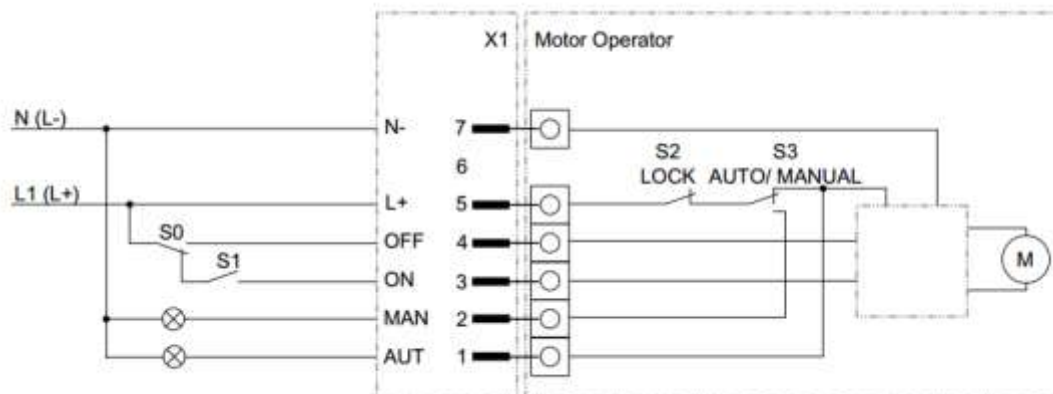 X1 Motor Operator
N (L-) N- 7
6
S2 S3
LOCK AUTO/ MANUAL
L1 (L+) L+ 5
S0 OFF 4
S1 ON 3
M
MAN 2
AUT 1